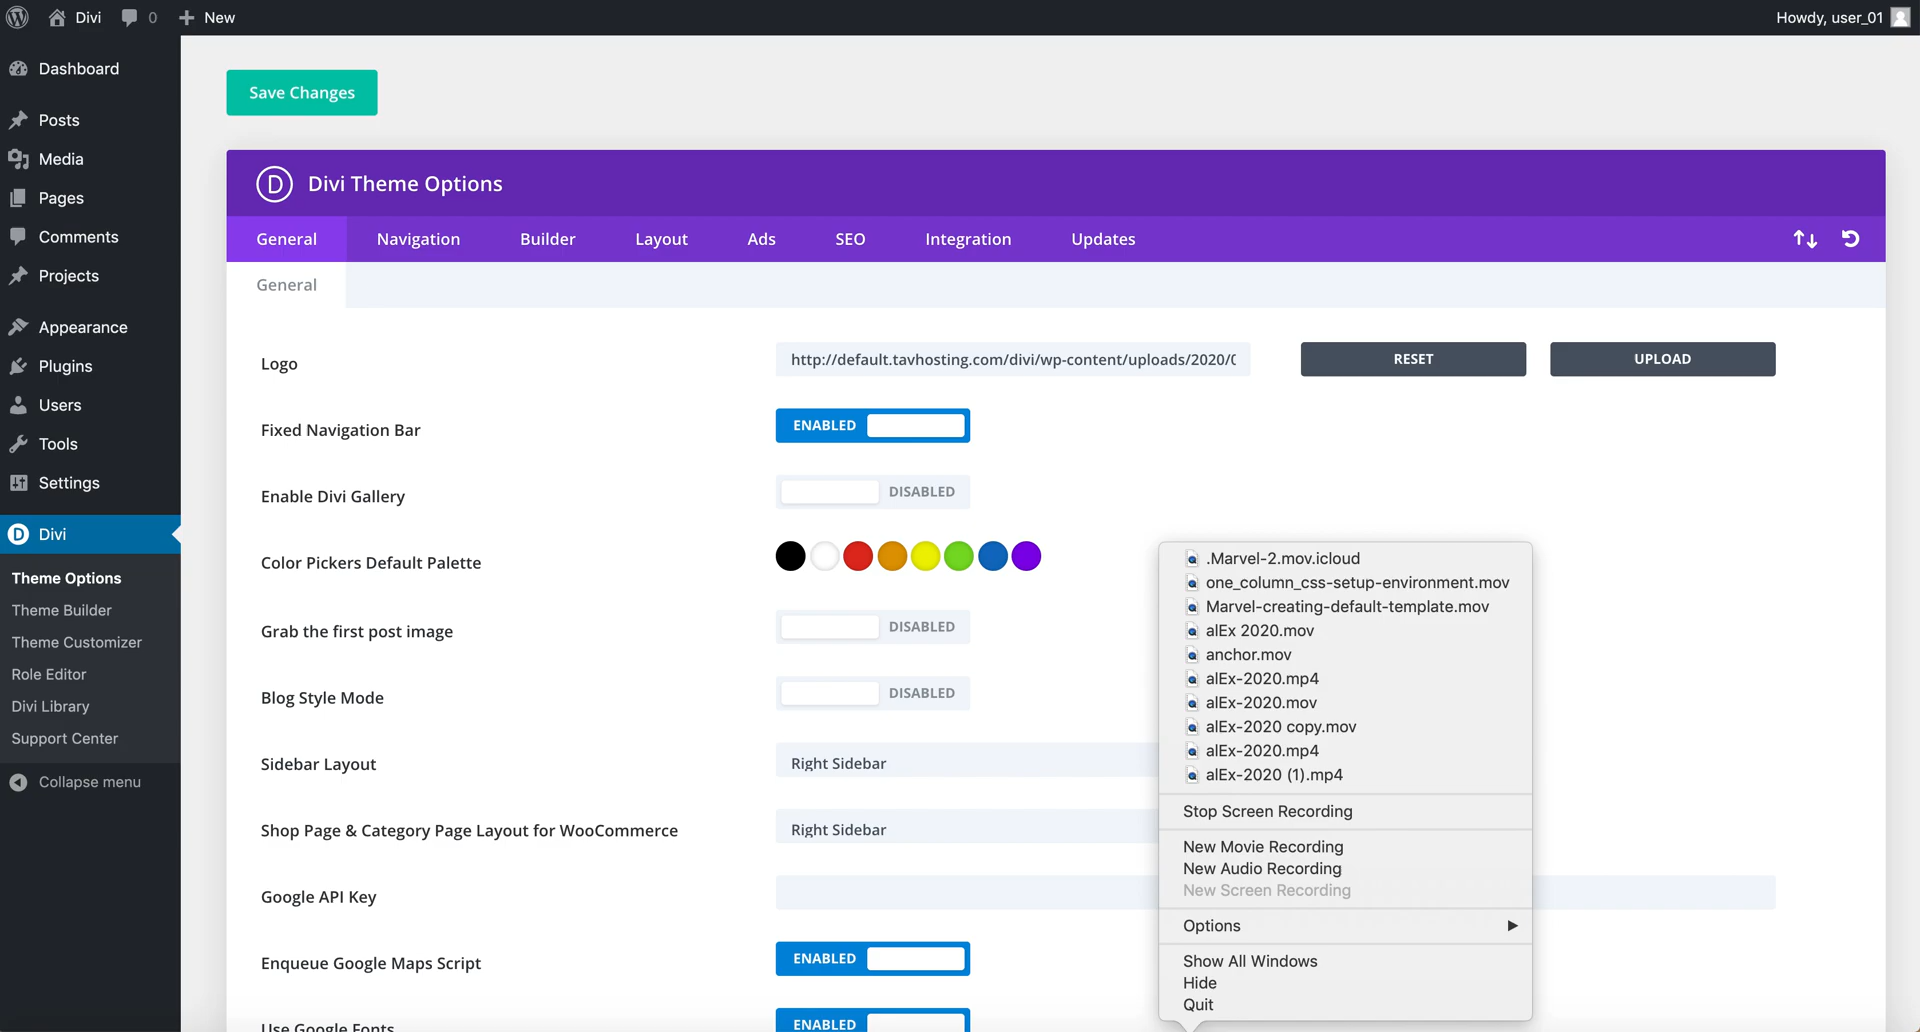 Divi 0 New Howdy, user_01
Dashboard
Posts
Media
Pages
Comments
Projects
Appearance
Plugins
Users
Tools
Settings
Divi
Theme Options
Theme Builder
Theme Customizer
Role Editor
Divi Library
Support Center
Collapse menu
Save Changes
Divi Theme Options
General Navigation Builder Layout Ads SEO Integration Updates
General
Logo http://default.tavhosting.com/divi/wp-content/uploads/2020/0 RESET UPLOAD
Fixed Navigation Bar ENABLED
Enable Divi Gallery DISABLED
Color Pickers Default Palette
Grab the first post image DISABLED
Blog Style Mode DISABLED
Sidebar Layout Right Sidebar
Shop Page & Category Page Layout for WooCommerce Right Sidebar
Google API Key
Enqueue Google Maps Script ENABLED
Use Google Fonts ENABLED
.Marvel-2.mov.icloud
one_column_css-setup-environment.mov
Marvel-creating-default-template.mov
alEx 2020.mov
anchor.mov
alEx-2020.mp4
alEx-2020.mov
alEx-2020 copy.mov
alEx-2020.mp4
alEx-2020 (1).mp4
Stop Screen Recording
New Movie Recording
New Audio Recording
New Screen Recording
Options
Show All Windows
Hide
Quit